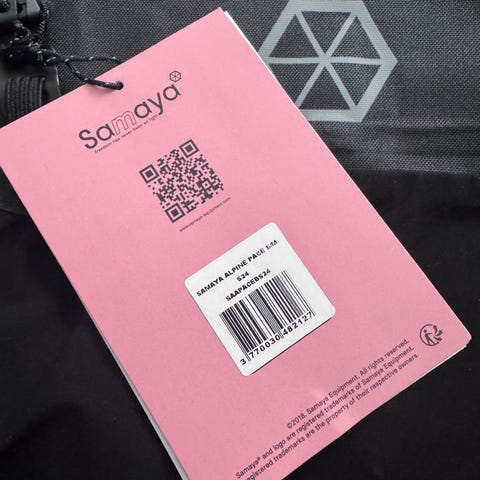 Samaya
freedom has never been so light
www.samaya-equipment.com
SAMAYA ALPINE PACE S/M
S24
SAAPACEBS24
3 770030 482127
©2018. Samaya Equipment. All rights reserved.
Samaya® and logo are registered trademarks of Samaya Equipment.
registered trademarks are the property of their respective owners.